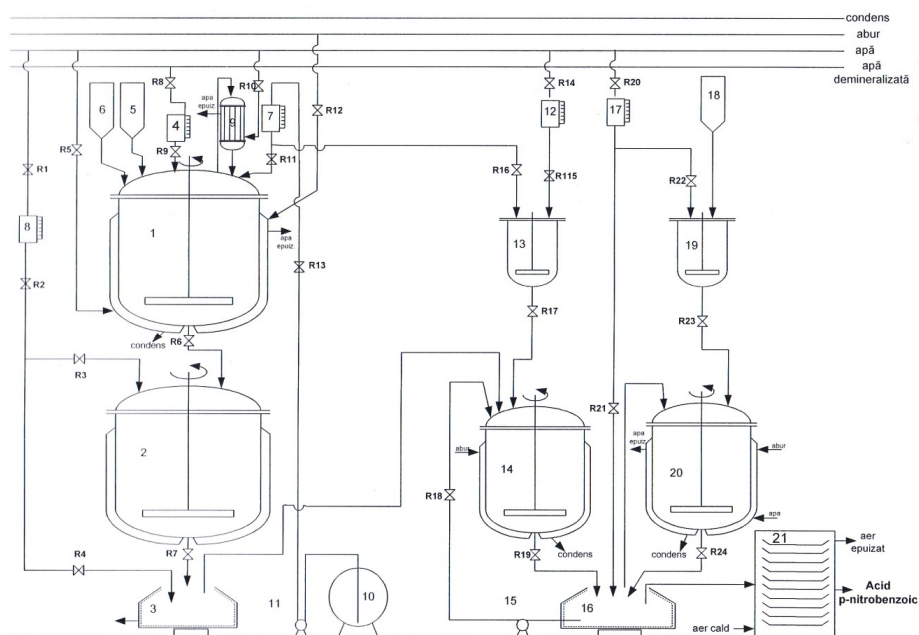 condens
abur
apă
apă
demineralizată
R8
R10
R14
R20
6
5
apa
epuiz.
9
7
R12
12
17
18
4
R5
R9
R11
R1
R16
R115
R22
8
1
apa
epuiz.
13
19
R13
R2
R17
R23
condens
R6
R3
R21
apa
epuiz.
abur
abur
2
14
20
R18
apa
R4
R7
R19
condens
condens
R24
21
aer
epuizat
Acid
p-nitrobenzoic
3
11
10
15
16
aer cald